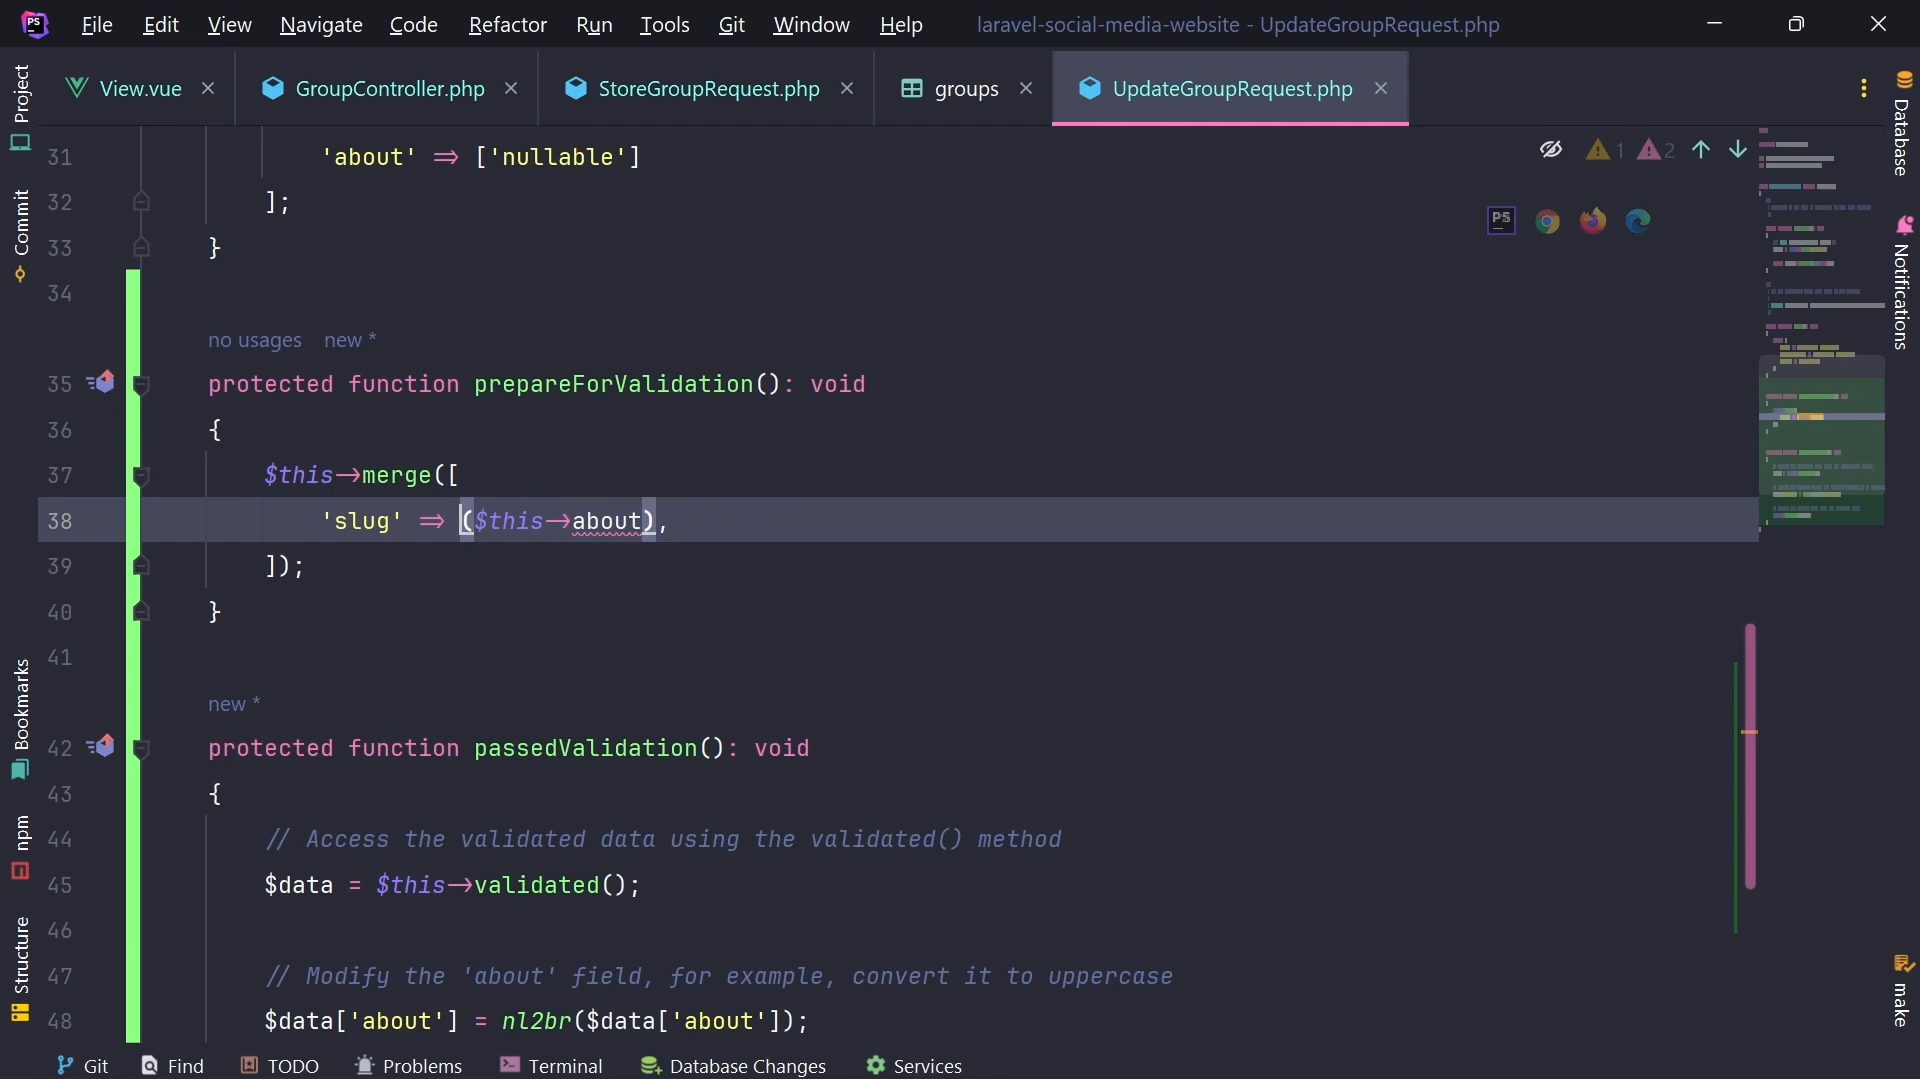 PS File Edit View Navigate Code Refactor Run Tools Git Window Help laravel-social-media-website - UpdateGroupRequest.php
View.vue GroupController.php StoreGroupRequest.php groups UpdateGroupRequest.php
Project
Commit
Bookmarks
npm
Structure
1 2
PS
31 'about' => ['nullable']
32 ];
33 }
34
no usages new *
35 protected function prepareForValidation(): void
36 {
37 $this->merge([
38 'slug' => ($this->about),
39 ]);
40 }
41
new *
42 protected function passedValidation(): void
43 {
44 // Access the validated data using the validated() method
45 $data = $this->validated();
46
47 // Modify the 'about' field, for example, convert it to uppercase
48 $data['about'] = nl2br($data['about']);
Database
Notifications
make
Git Find TODO Problems Terminal Database Changes Services